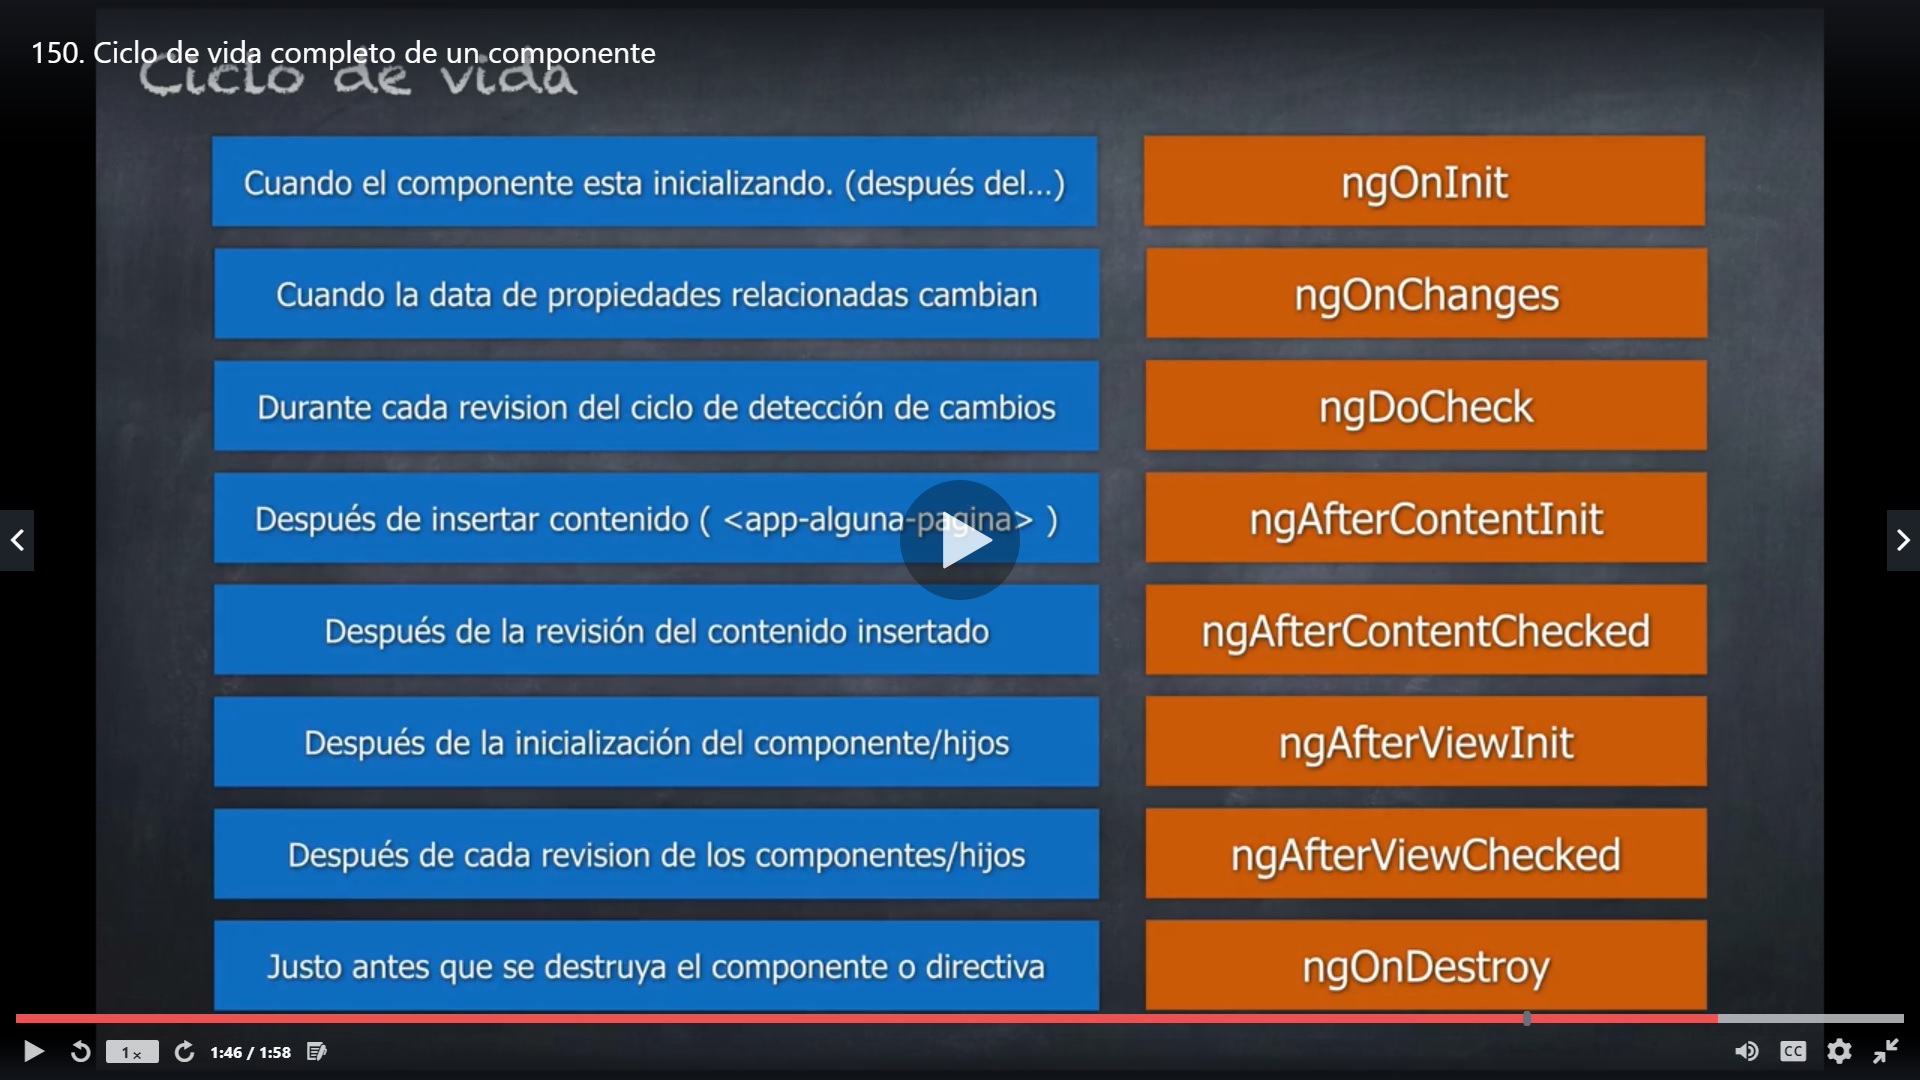 150. Ciclo de vida completo de un componente
Ciclo de vida
Cuando el componente esta inicializando. (después del...)
ngOnInit
Cuando la data de propiedades relacionadas cambian
ngOnChanges
Durante cada revision del ciclo de detección de cambios
ngDoCheck
Después de insertar contenido ( <app-alguna-pagina> )
ngAfterContentInit
Después de la revisión del contenido insertado
ngAfterContentChecked
Después de la inicialización del componente/hijos
ngAfterViewInit
Después de cada revision de los componentes/hijos
ngAfterViewChecked
Justo antes que se destruya el componente o directiva
ngOnDestroy
1x 1:46 / 1:58 CC